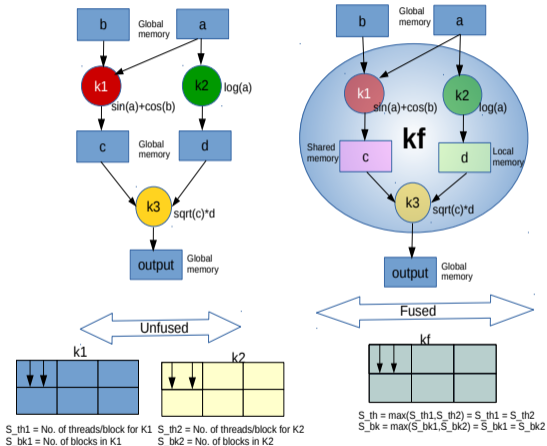 b
Global
memory
a
k1
k2
log(a)
sin(a)+cos(b)
c
Global
memory
d
k3
sqrt(c)*d
output
Global
memory
Unfused
k1
k2
S_th1 = No. of threads/block for K1
S_bk1 = No. of blocks in K1
S_th2 = No. of threads/block for K2
S_bk2 = No. of blocks in K2
b
Global
memory
a
k1
k2
sin(a)+cos(b)
log(a)
kf
Shared
memory
c
d
Local
memory
k3
sqrt(c)*d
output
Global
memory
Fused
kf
S_th = max(S_th1,S_th2) = S_th1 = S_th2
S_bk = max(S_bk1,S_bk2) = S_bk1 = S_bk2